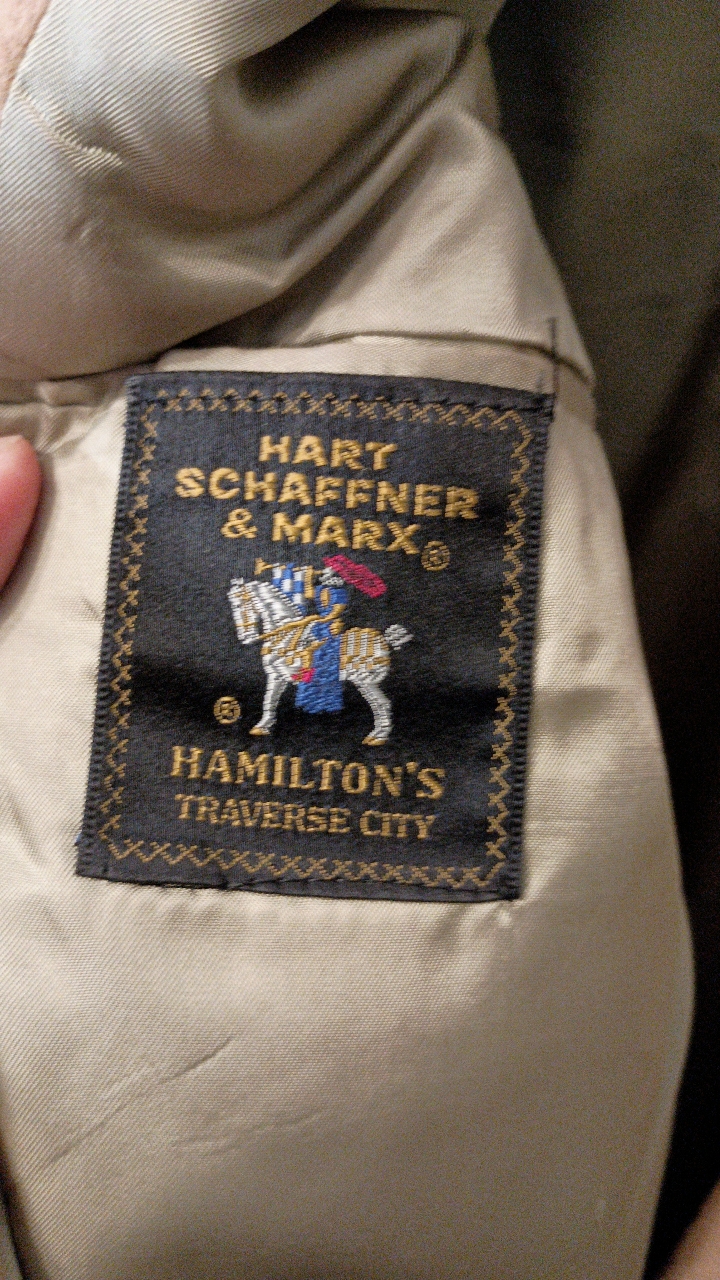 HART
SCHAFFNER
& MARX®
®
HAMILTON'S
TRAVERSE CITY